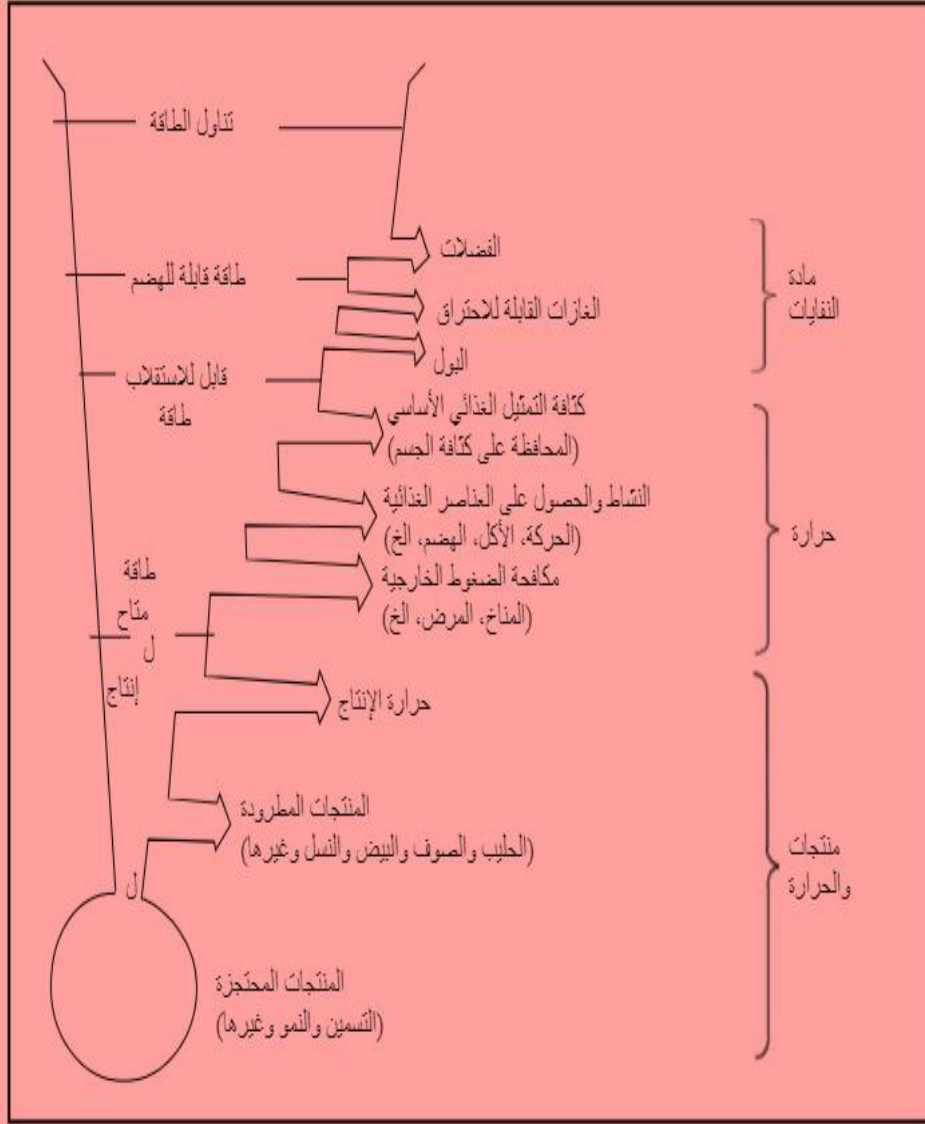 تناول الطاقة
الفضلات
طاقة قابلة للهضم
الغازات القابلة للاحتراق
البول
مادة
النفايات
قابل للاستقلاب
طاقة
كثافة التمثيل الغذائي الأساسي
(المحافظة على كثافة الجسم)
النشاط والحصول على العناصر الغذائية
(الحركة، الأكل، الهضم، الخ)
مكافحة الضغوط الخارجية
(المناخ، المرض، الخ)
حرارة
طاقة
متاح
ل
إنتاج
حرارة الإنتاج
المنتجات المطرودة
(الحليب والصوف والبيض والنسل وغيرها)
منتجات
والحرارة
ل
المنتجات المحتجزة
(التسمين والنمو وغيرها)